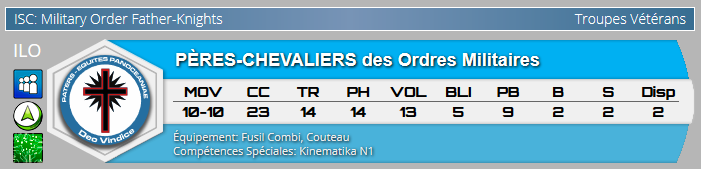 ISC: Military Order Father-Knights Troupes Vétérans
ILO
PÈRES-CHEVALIERS des Ordres Militaires
PATERS - EQUITES PANOCEANIAE
Deo Vindice
MOV CC TR PH VOL BLI PB B S Disp
10-10 23 14 14 13 5 9 2 2 2
Équipement: Fusil Combi, Couteau
Compétences Spéciales: Kinematika N1